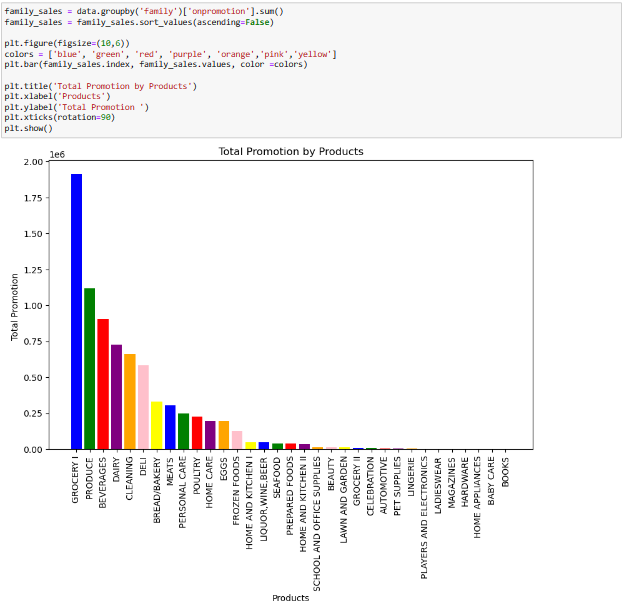 family_sales = data.groupby('family')['onpromotion'].sum()
family_sales = family_sales.sort_values(ascending=False)
plt.figure(figsize=(10,6))
colors = ['blue', 'green', 'red', 'purple', 'orange','pink','yellow']
plt.bar(family_sales.index, family_sales.values, color =colors)
plt.title('Total Promotion by Products')
plt.xlabel('Products')
plt.ylabel('Total Promotion ')
plt.xticks(rotation=90)
plt.show()
Total Promotion by Products
1e6
2.00
1.75
1.50
1.25
1.00
0.75
0.50
0.25
0.00
Total Promotion
GROCERY I
PRODUCE
BEVERAGES
DAIRY
CLEANING
DELI
BREAD/BAKERY
MEATS
PERSONAL CARE
POULTRY
HOME CARE
EGGS
FROZEN FOODS
HOME AND KITCHEN I
LIQUOR,WINE,BEER
SEAFOOD
PREPARED FOODS
HOME AND KITCHEN II
SCHOOL AND OFFICE SUPPLIES
BEAUTY
LAWN AND GARDEN
GROCERY II
CELEBRATION
AUTOMOTIVE
PET SUPPLIES
LINGERIE
PLAYERS AND ELECTRONICS
LADIESWEAR
MAGAZINES
HARDWARE
HOME APPLIANCES
BABY CARE
BOOKS
Products